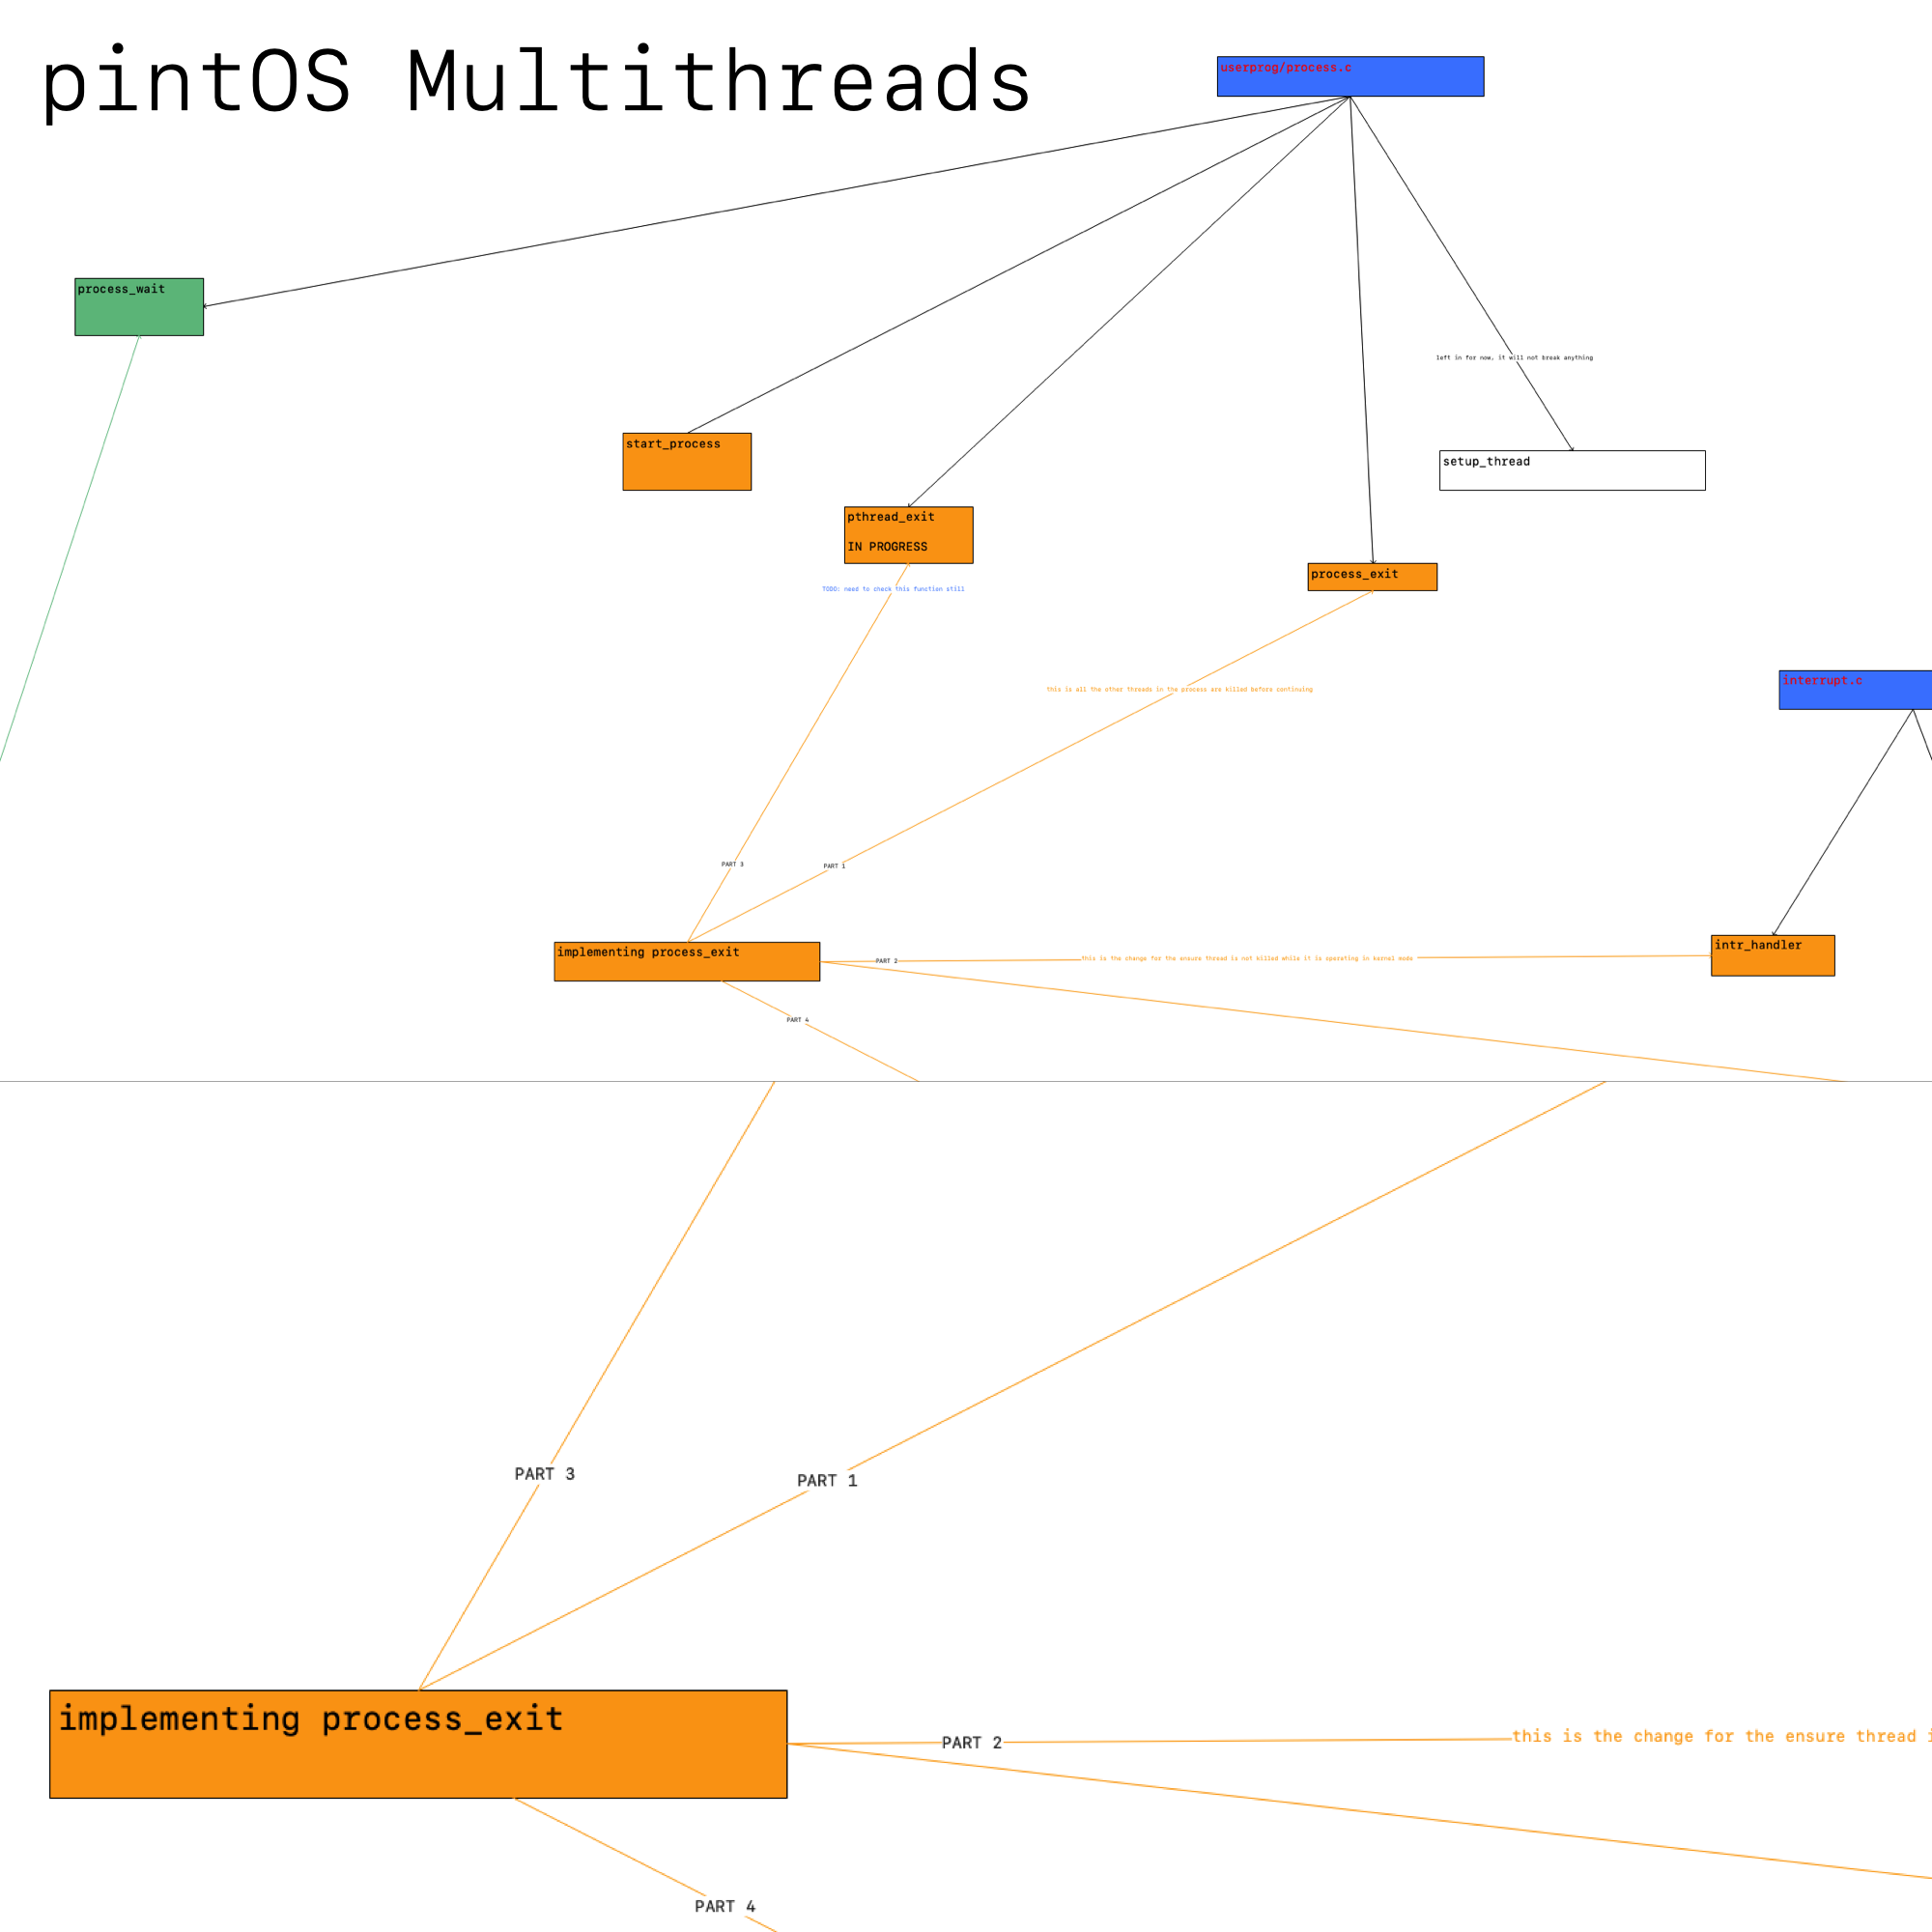 pintOS Multithreads
userprog/process.c
process_wait
left in for now, it will not break anything
start_process
setup_thread
pthread_exit
IN PROGRESS
process_exit
TODO: need to check this function still
interrupt.c
this is all the other threads in the process are killed before continuing
PART 3
PART 1
intr_handler
implementing process_exit
PART 2
this is the change for the ensure thread is not killed while it is operating in kernel mode
PART 4
PART 3
PART 1
implementing process_exit
PART 2
this is the change for the ensure thread
PART 4